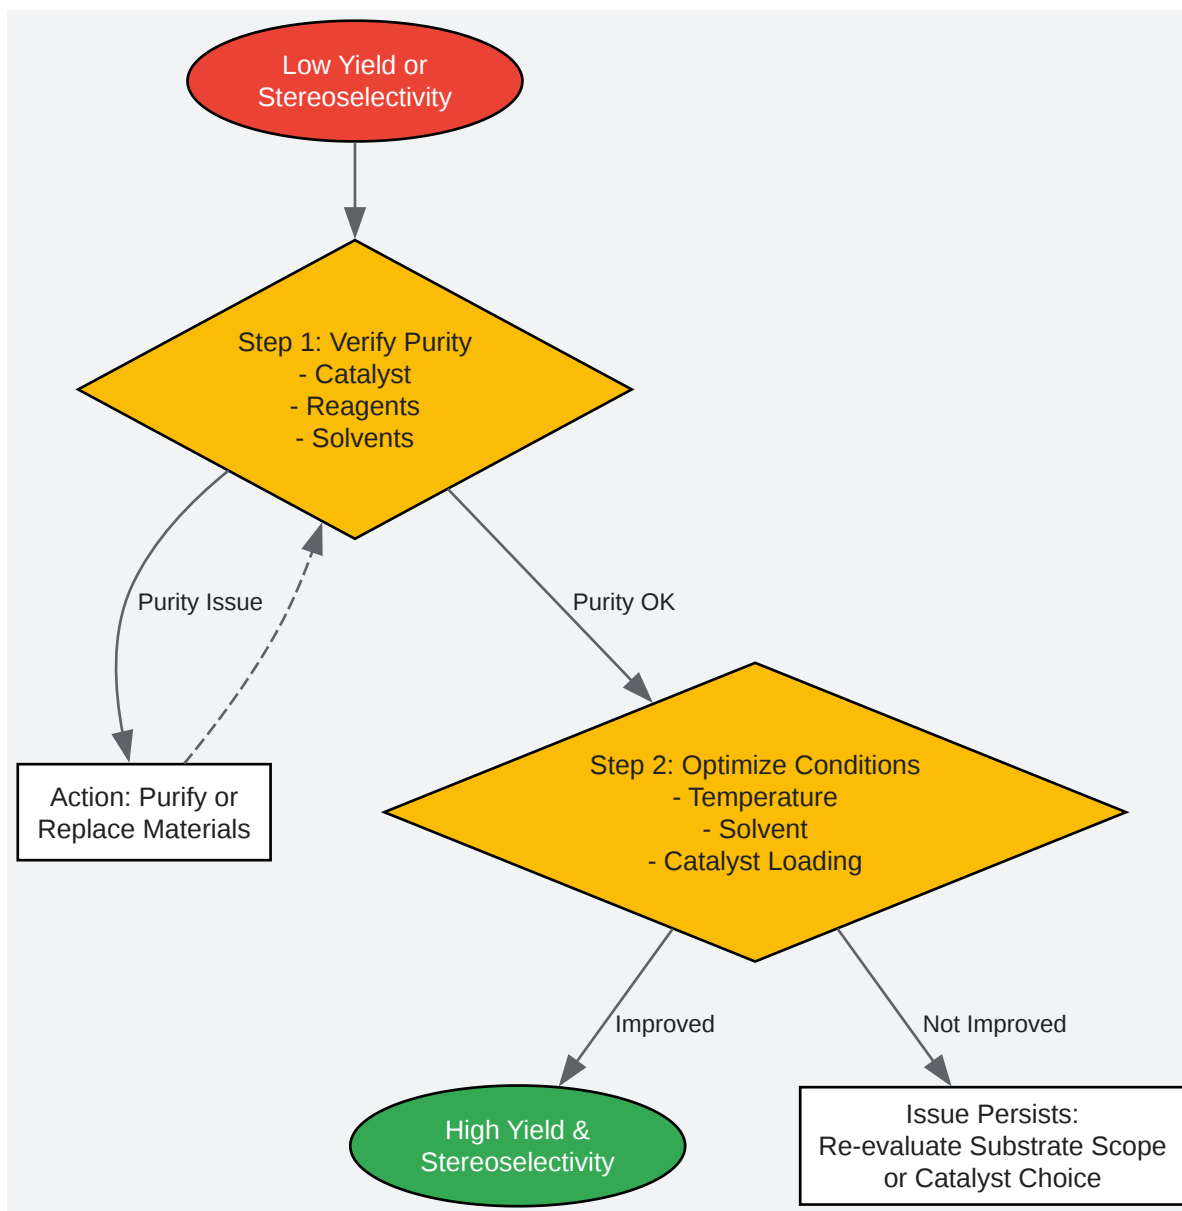 Low Yield or
Stereoselectivity
Step 1: Verify Purity
- Catalyst
- Reagents
- Solvents
Purity Issue
Purity OK
Action: Purify or
Replace Materials
Step 2: Optimize Conditions
- Temperature
- Solvent
- Catalyst Loading
Improved
Not Improved
High Yield &
Stereoselectivity
Issue Persists:
Re-evaluate Substrate Scope
or Catalyst Choice